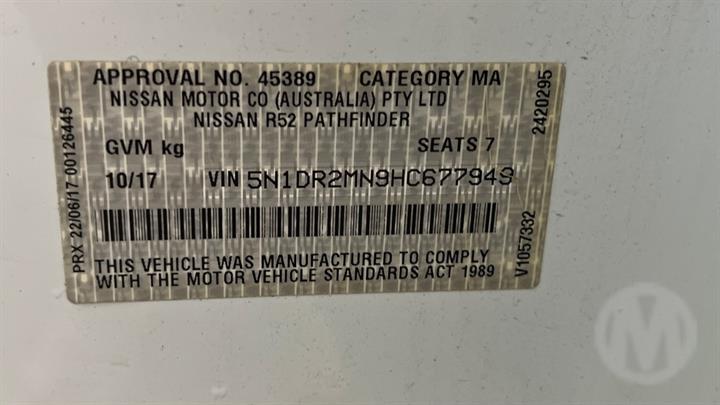 APPROVAL NO. 45389 CATEGORY MA
NISSAN MOTOR CO (AUSTRALIA) PTY LTD
NISSAN R52 PATHFINDER
GVM kg SEATS 7
10/17 VIN 5N1DR2MN9HC677949
THIS VEHICLE WAS MANUFACTURED TO COMPLY
WITH THE MOTOR VEHICLE STANDARDS ACT 1989
PRX 22/06/17-00126445
2420295
V1057332
M